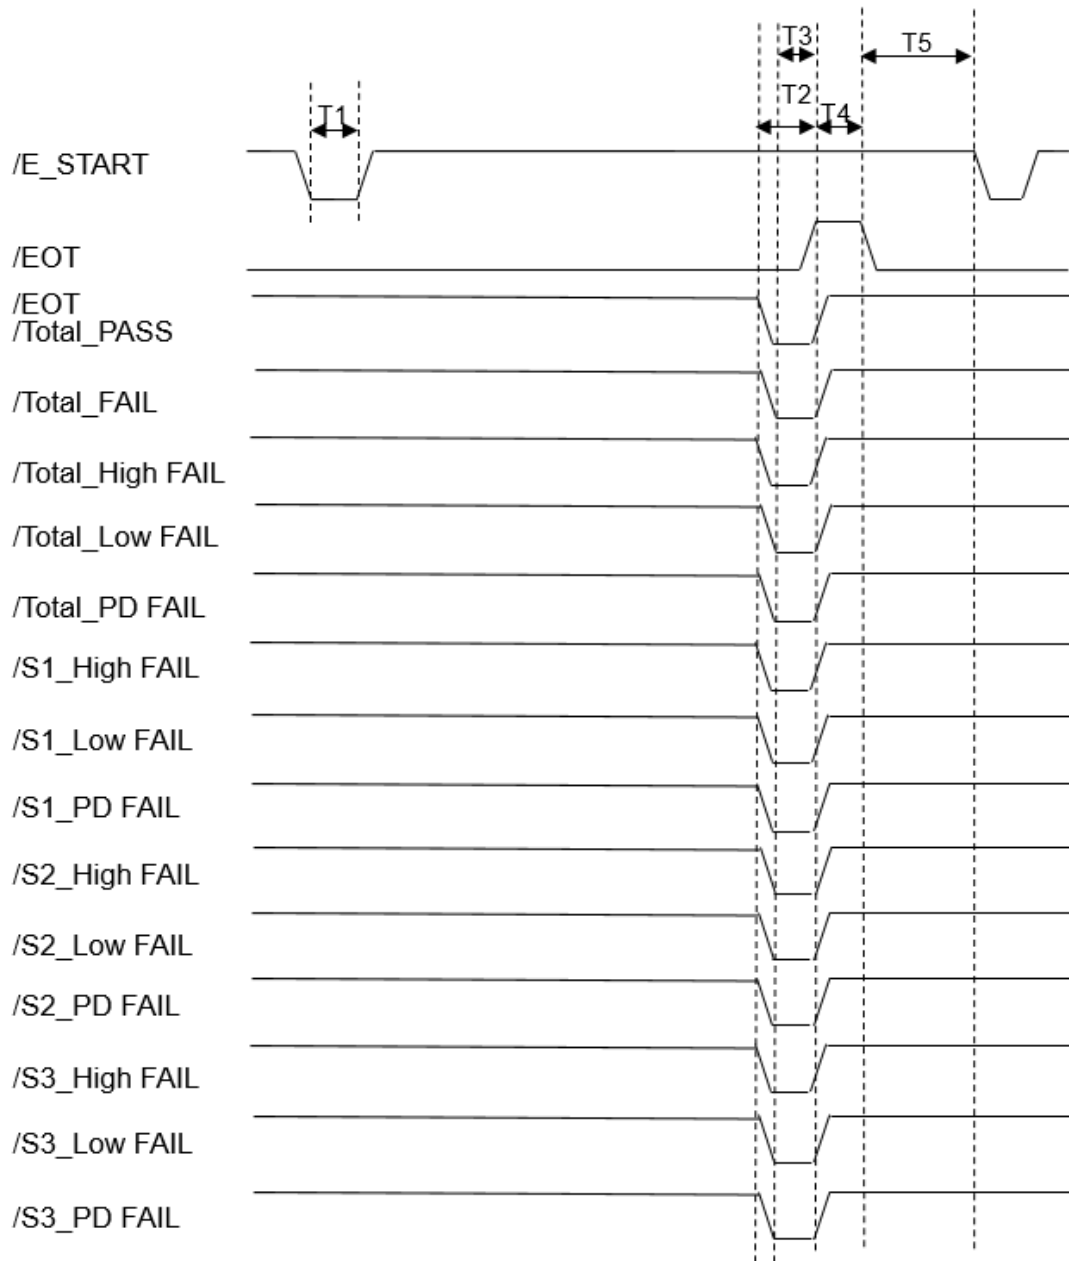 T3
T5
T2
T1
T4
/E_START
/EOT
/EOT
/Total_PASS
/Total_FAIL
/Total_High FAIL
/Total_Low FAIL
/Total_PD FAIL
/S1_High FAIL
/S1_Low FAIL
/S1_PD FAIL
/S2_High FAIL
/S2_Low FAIL
/S2_PD FAIL
/S3_High FAIL
/S3_Low FAIL
/S3_PD FAIL